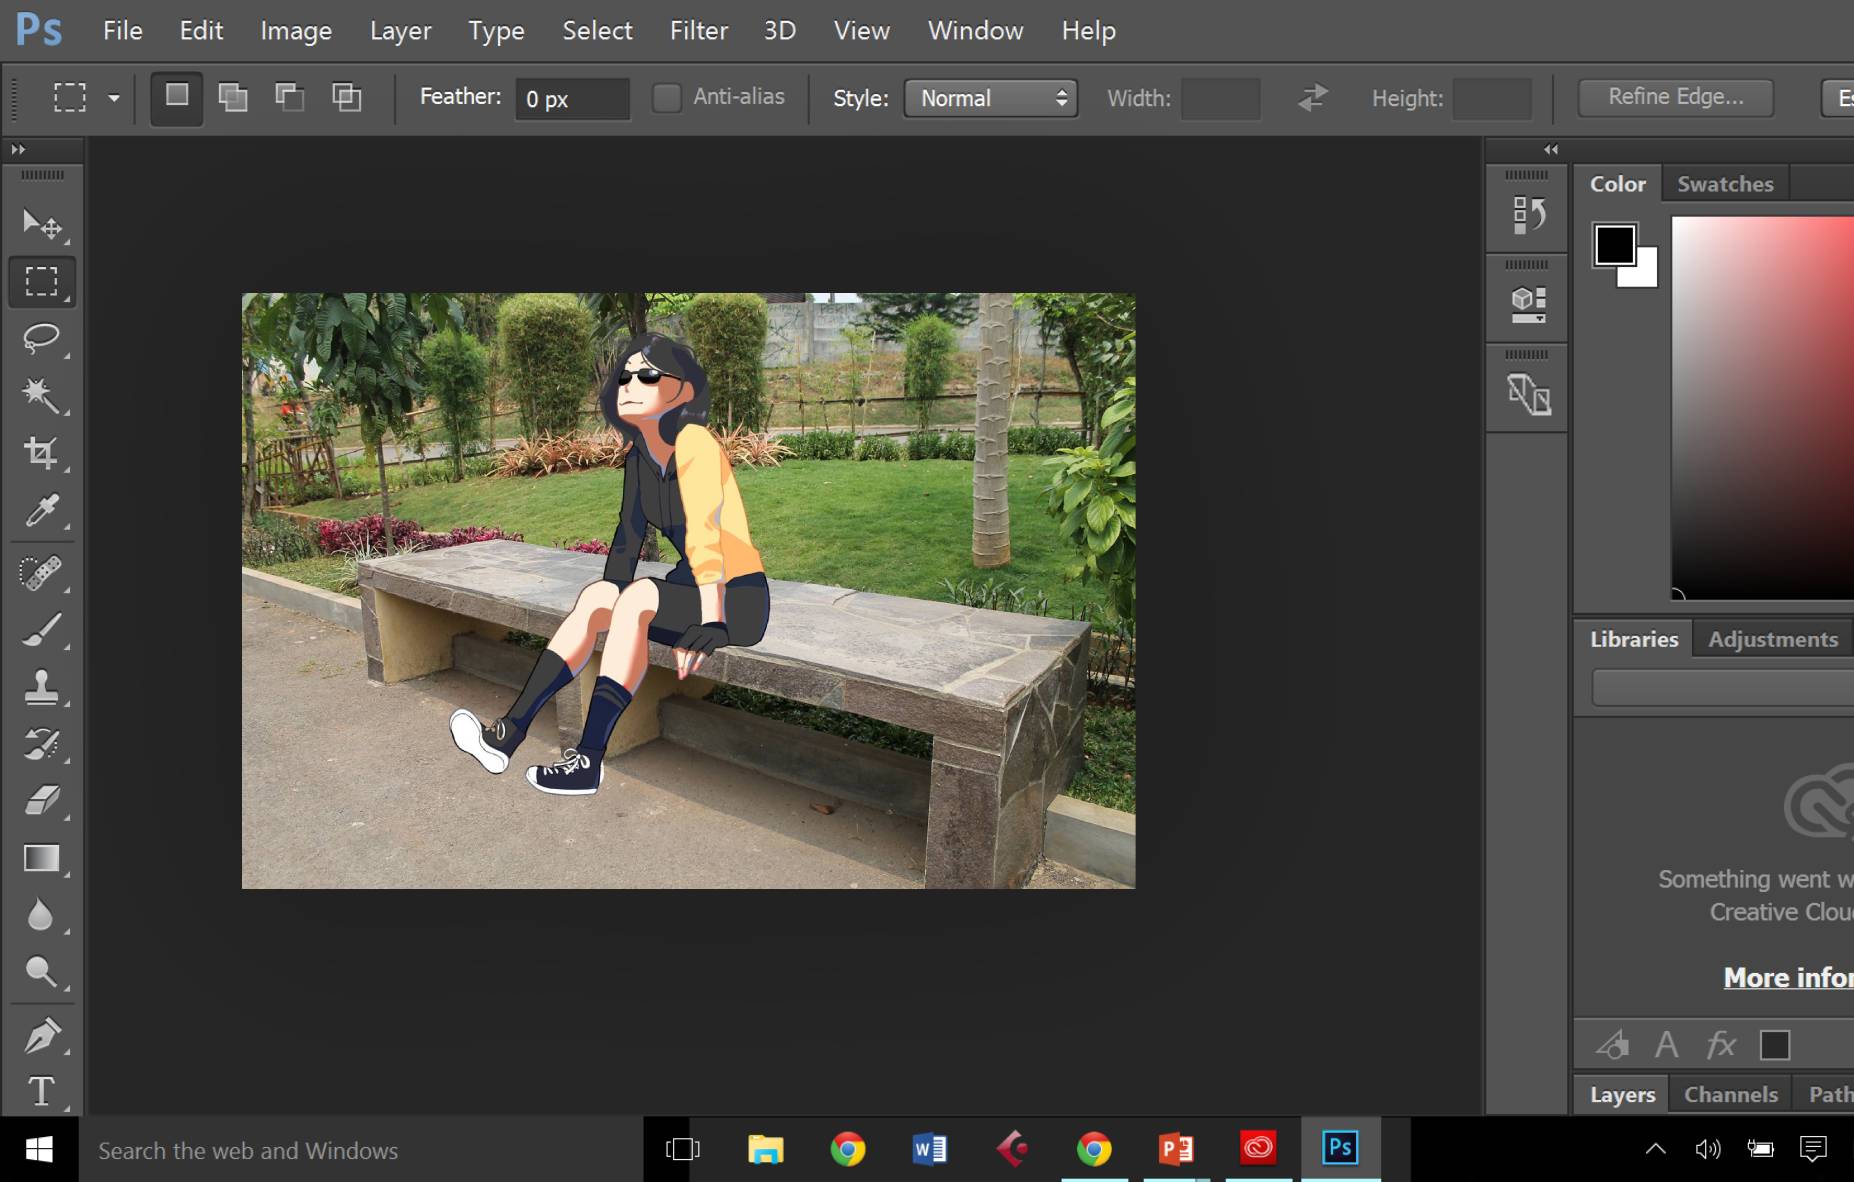 Ps File Edit Image Layer Type Select Filter 3D View Window Help
Feather: 0 px Anti-alias Style: Normal Width: Height: Refine Edge... Es
Color Swatches
Libraries Adjustments
Something went w
Creative Clou
More infor
A fx
T
Layers Channels Path
Search the web and Windows
W P Ps